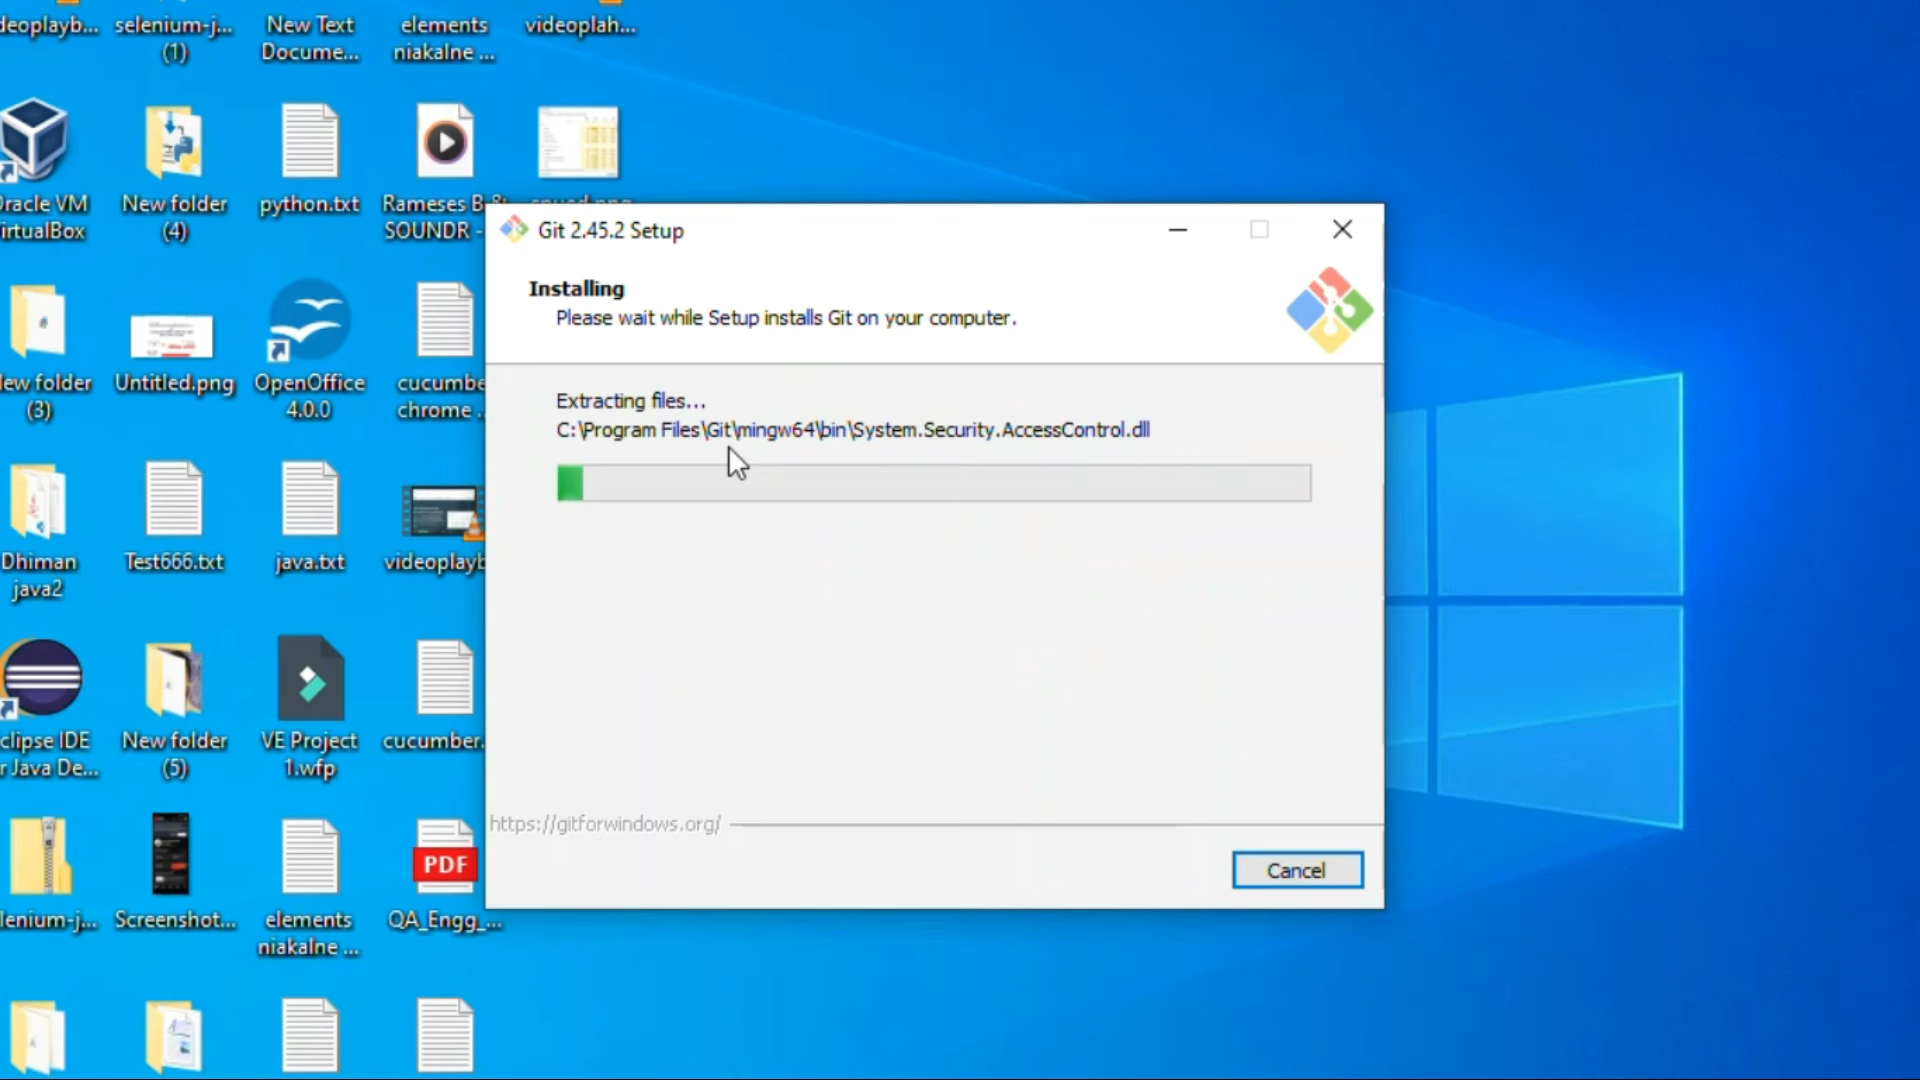 deoplayb...
selenium-j...
(1)
New Text
Docume...
elements
niakalne ...
videoplah...
Oracle VM
VirtualBox
New folder
(4)
python.txt
Rameses B
SOUNDR -
Git 2.45.2 Setup
Installing
Please wait while Setup installs Git on your computer.
Extracting files...
C:\Program Files\Git\mingw64\bin\System.Security.AccessControl.dll
https://gitforwindows.org/
Cancel
ew folder
(3)
Untitled.png
OpenOffice
4.0.0
cucumbe
chrome .
Dhiman
java2
Test666.txt
java.txt
videoplayb
clipse IDE
r Java De...
New folder
(5)
VE Project
1.wfp
cucumber.
lenium-j...
Screenshot...
elements
niakalne ...
PDF
QA_Engg_...